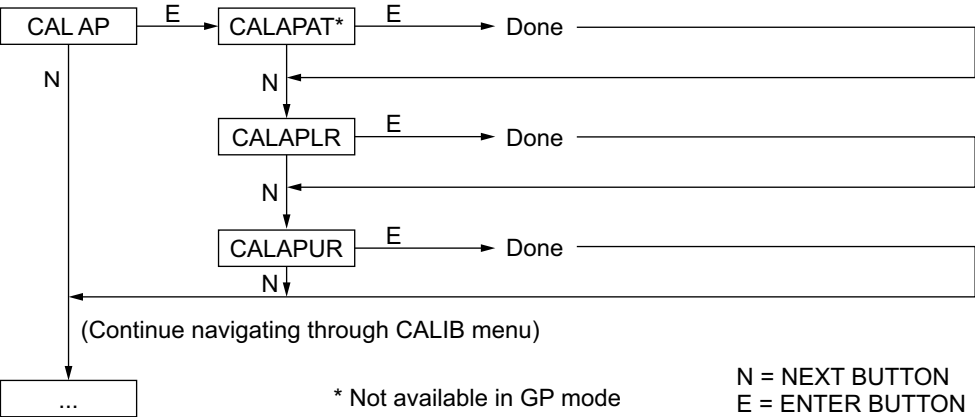 CAL AP
E
CALAPAT*
E
Done
N
N
CALAPLR
E
Done
N
CALAPUR
E
Done
N
(Continue navigating through CALIB menu)
...
* Not available in GP mode
N = NEXT BUTTON
E = ENTER BUTTON